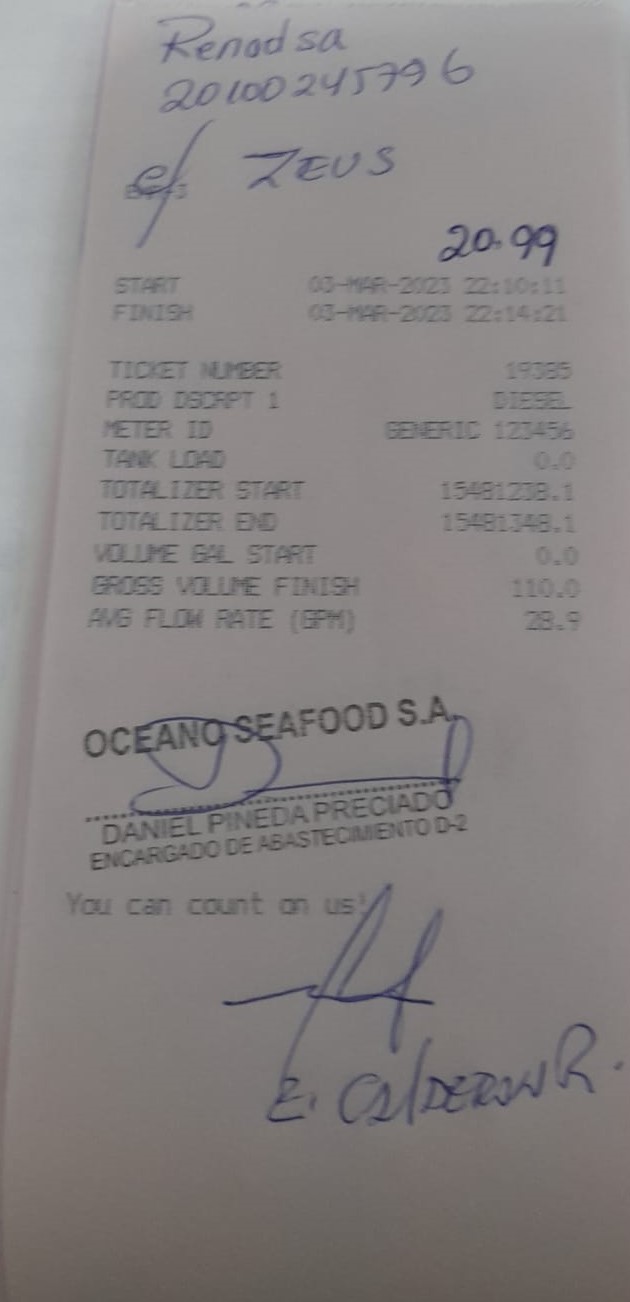 Renodsa
20100245796
e/ ZEUS
20.99
START 03-MAR-2023 22:10:11
FINISH 03-MAR-2023 22:14:21
TICKET NUMBER 19385
PROD DSCRPT 1 DIESEL
METER ID GENERIC 123456
TANK LOAD 0.0
TOTALIZER START 15481238.1
TOTALIZER END 15481348.1
VOLUME GAL START 0.0
GROSS VOLUME FINISH 110.0
AVG FLOW RATE (GPM) 28.9
OCEANO SEAFOOD S.A.
DANIEL PINEDA PRECIADO
ENCARGADO DE ABASTECIMIENTO D-2
You can count on us!
E. CALDERON R.